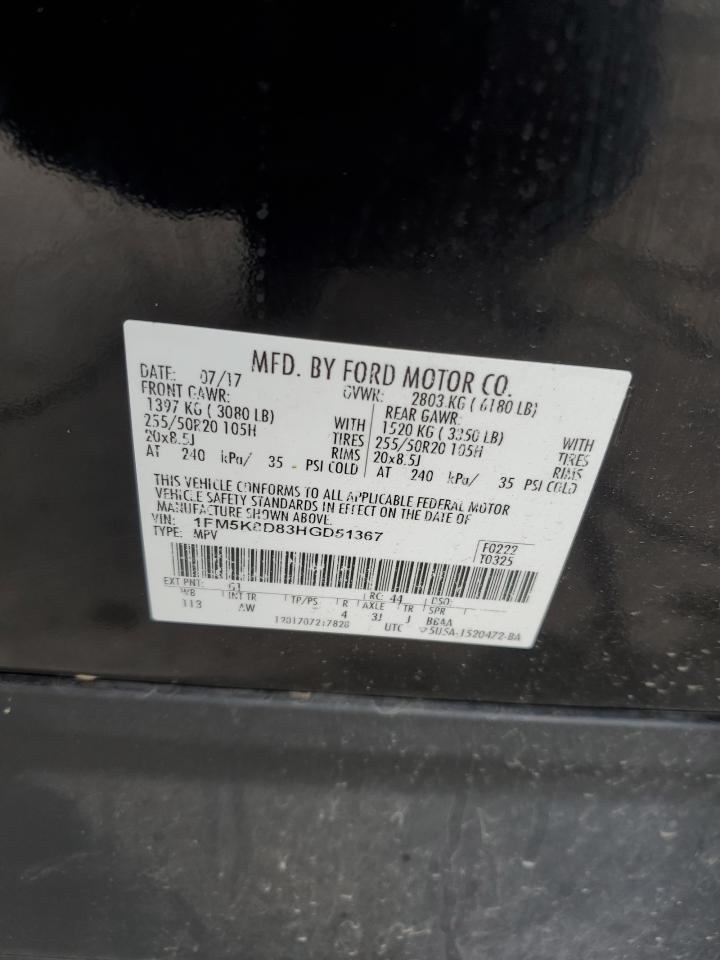 MFD. BY FORD MOTOR CO.
DATE: 07/17 GVWR: 2803 KG ( 6180 LB)
FRONT GAWR: REAR GAWR:
1397 KG ( 3080 LB) WITH 1520 KG ( 3350 LB) WITH
255/50R20 105H TIRES 255/50R20 105H TIRES
20x8.5J RIMS 20x8.5J RIMS
AT 240 kPa/ 35 PSI COLD AT 240 kPa/ 35 PSI COLD
THIS VEHICLE CONFORMS TO ALL APPLICABLE FEDERAL MOTOR
VEHICLE SAFETY STANDARDS IN EFFECT ON THE DATE OF
MANUFACTURE SHOWN ABOVE.
VIN: 1FM5K8D83HGD51367
TYPE: MPV
F0222
T0325
EXT PNT: G1 RC: 44 DSO:
WB INT TR TP/PS R AXLE TR SPR
113 AW 4 3J J BBAA
UTC